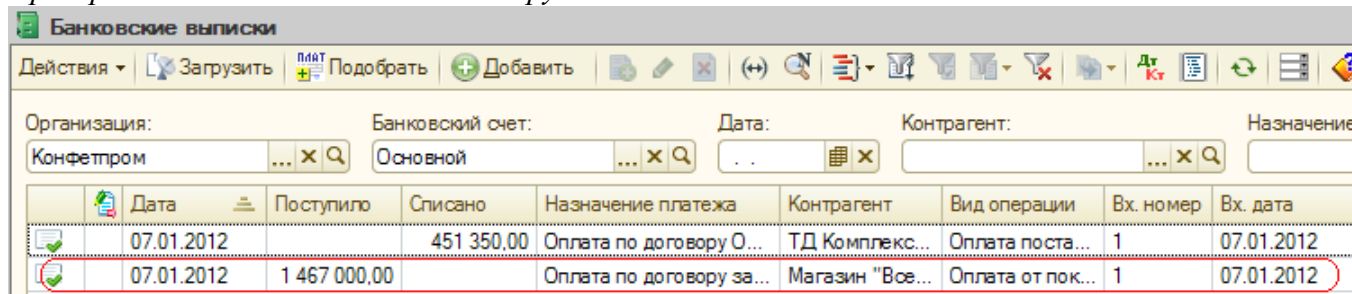 Банковские выписки
Действия Загрузить ПЛАТ Подобрать Добавить Дт Кт
Организация: Банковский счет: Дата: Контрагент: Назначение
Конфетпром ... Основной ... . . ...
Дата Поступило Списано Назначение платежа Контрагент Вид операции Вх. номер Вх. дата
07.01.2012 451 350,00 Оплата по договору О... ТД Комплекс... Оплата поста... 1 07.01.2012
07.01.2012 1 467 000,00 Оплата по договору за... Магазин "Все... Оплата от пок... 1 07.01.2012